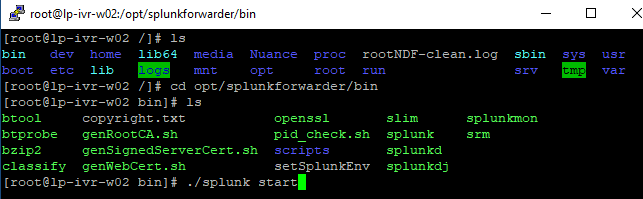 root@lp-ivr-w02:/opt/splunkforwarder/bin
[root@lp-ivr-w02 /]# ls
bin dev home lib64 media Nuance proc rootNDF-clean.log sbin sys usr
boot etc lib logs mnt opt root run srv tmp var
[root@lp-ivr-w02 /]# cd opt/splunkforwarder/bin
[root@lp-ivr-w02 bin]# ls
btool copyright.txt openssl slim splunkmon
btprobe genRootCA.sh pid_check.sh splunk srm
bzip2 genSignedServerCert.sh scripts splunkd
classify genWebCert.sh setSplunkEnv splunkdj
[root@lp-ivr-w02 bin]# ./splunk start